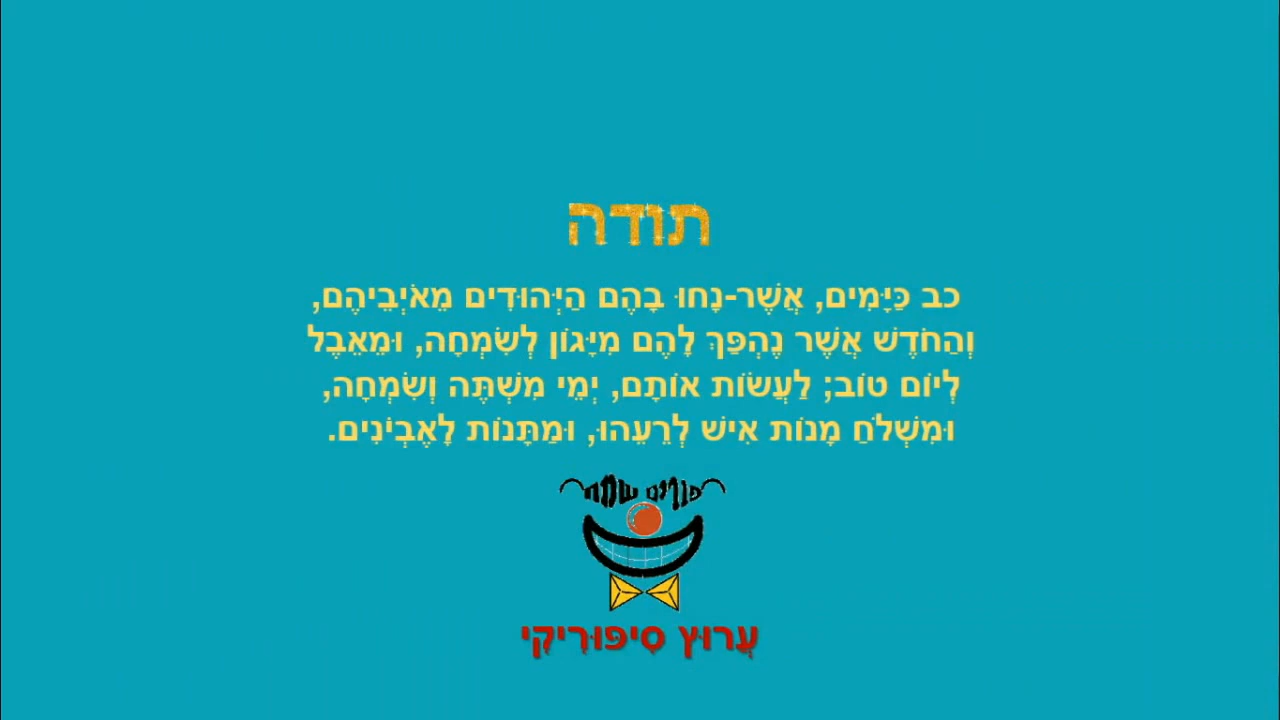 תודה
כב כַּיָּמִים, אֲשֶׁר-נָחוּ בָהֶם הַיְּהוּדִים מֵאֹיְבֵיהֶם,
וְהַחֹדֶשׁ אֲשֶׁר נֶהְפַּךְ לָהֶם מִיָּגוֹן לְשִׂמְחָה, וּמֵאֵבֶל
לְיוֹם טוֹב; לַעֲשׂוֹת אוֹתָם, יְמֵי מִשְׁתֶּה וְשִׂמְחָה,
וּמִשְׁלֹחַ מָנוֹת אִישׁ לְרֵעֵהוּ, וּמַתָּנוֹת לָאֶבְיֹנִים.
פורים שמח
עֲרוּץ סִיפּוּרִיקִי